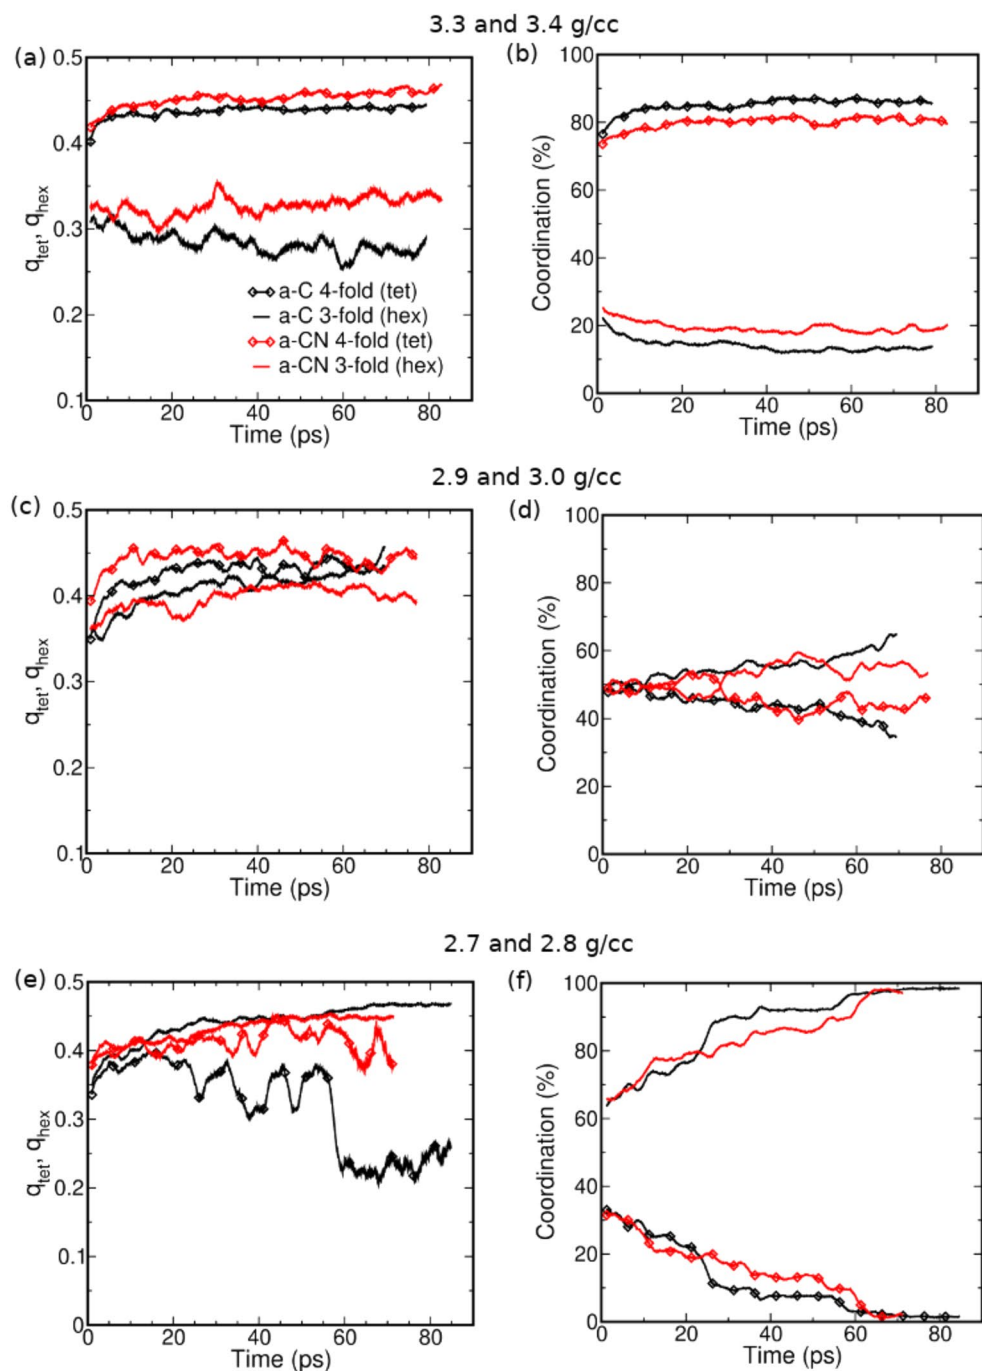 3.3 and 3.4 g/cc
(a)
0.5
0.4
0.3
0.2
0.1
q_tet, q_hex
a-C 4-fold (tet)
a-C 3-fold (hex)
a-CN 4-fold (tet)
a-CN 3-fold (hex)
0 20 40 60 80
Time (ps)
(b)
100
80
60
40
20
0
Coordination (%)
0 20 40 60 80
Time (ps)
2.9 and 3.0 g/cc
(c)
0.5
0.4
0.3
0.2
0.1
q_tet, q_hex
0 20 40 60 80
Time (ps)
(d)
100
80
60
40
20
0
Coordination (%)
0 20 40 60 80
Time (ps)
2.7 and 2.8 g/cc
(e)
0.5
0.4
0.3
0.2
0.1
0
q_tet, q_hex
0 20 40 60 80
Time (ps)
(f)
100
80
60
40
20
0
Coordination (%)
0 20 40 60 80
Time (ps)